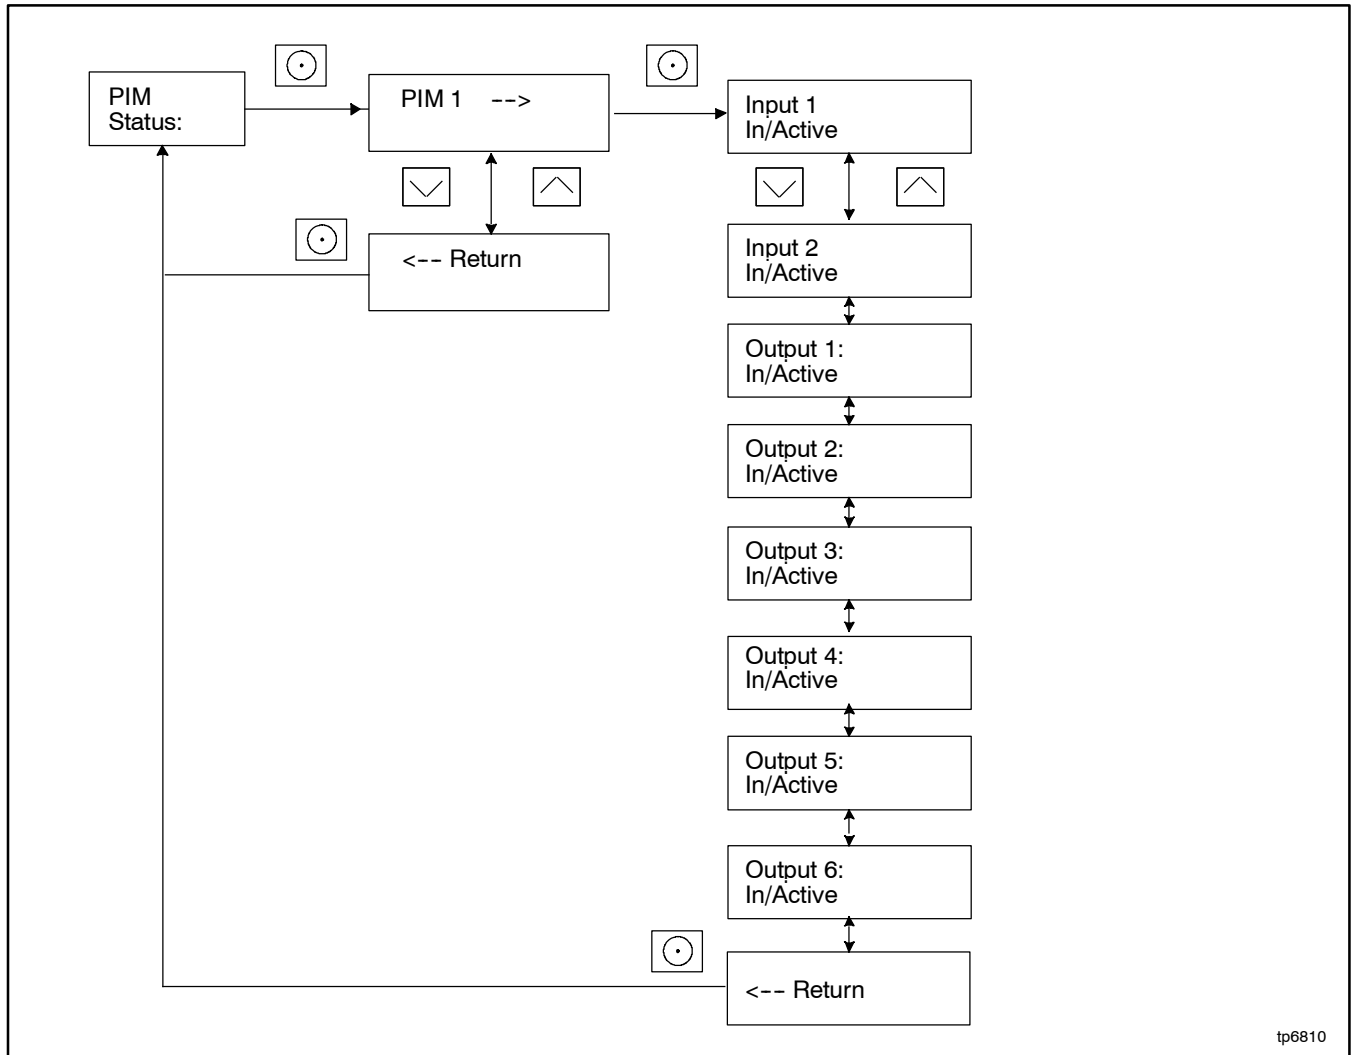 PIM
Status:
PIM 1 -->
<-- Return
Input 1
In/Active
Input 2
In/Active
Output 1:
In/Active
Output 2:
In/Active
Output 3:
In/Active
Output 4:
In/Active
Output 5:
In/Active
Output 6:
In/Active
<-- Return
tp6810